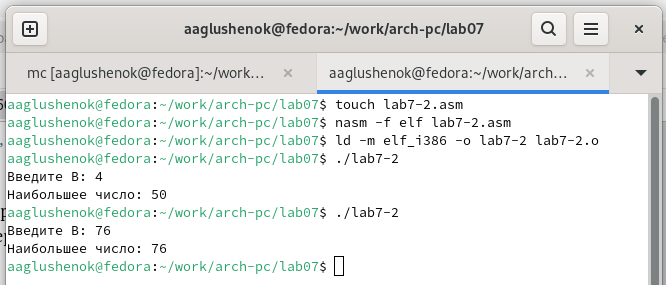 aaglushenok@fedora:~/work/arch-pc/lab07
mc [aaglushenok@fedora]:~/work...
aaglushenok@fedora:~/work/arch...
aaglushenok@fedora:~/work/arch-pc/lab07$ touch lab7-2.asm
aaglushenok@fedora:~/work/arch-pc/lab07$ nasm -f elf lab7-2.asm
aaglushenok@fedora:~/work/arch-pc/lab07$ ld -m elf_i386 -o lab7-2 lab7-2.o
aaglushenok@fedora:~/work/arch-pc/lab07$ ./lab7-2
Введите B: 4
Наибольшее число: 50
aaglushenok@fedora:~/work/arch-pc/lab07$ ./lab7-2
Введите B: 76
Наибольшее число: 76
aaglushenok@fedora:~/work/arch-pc/lab07$